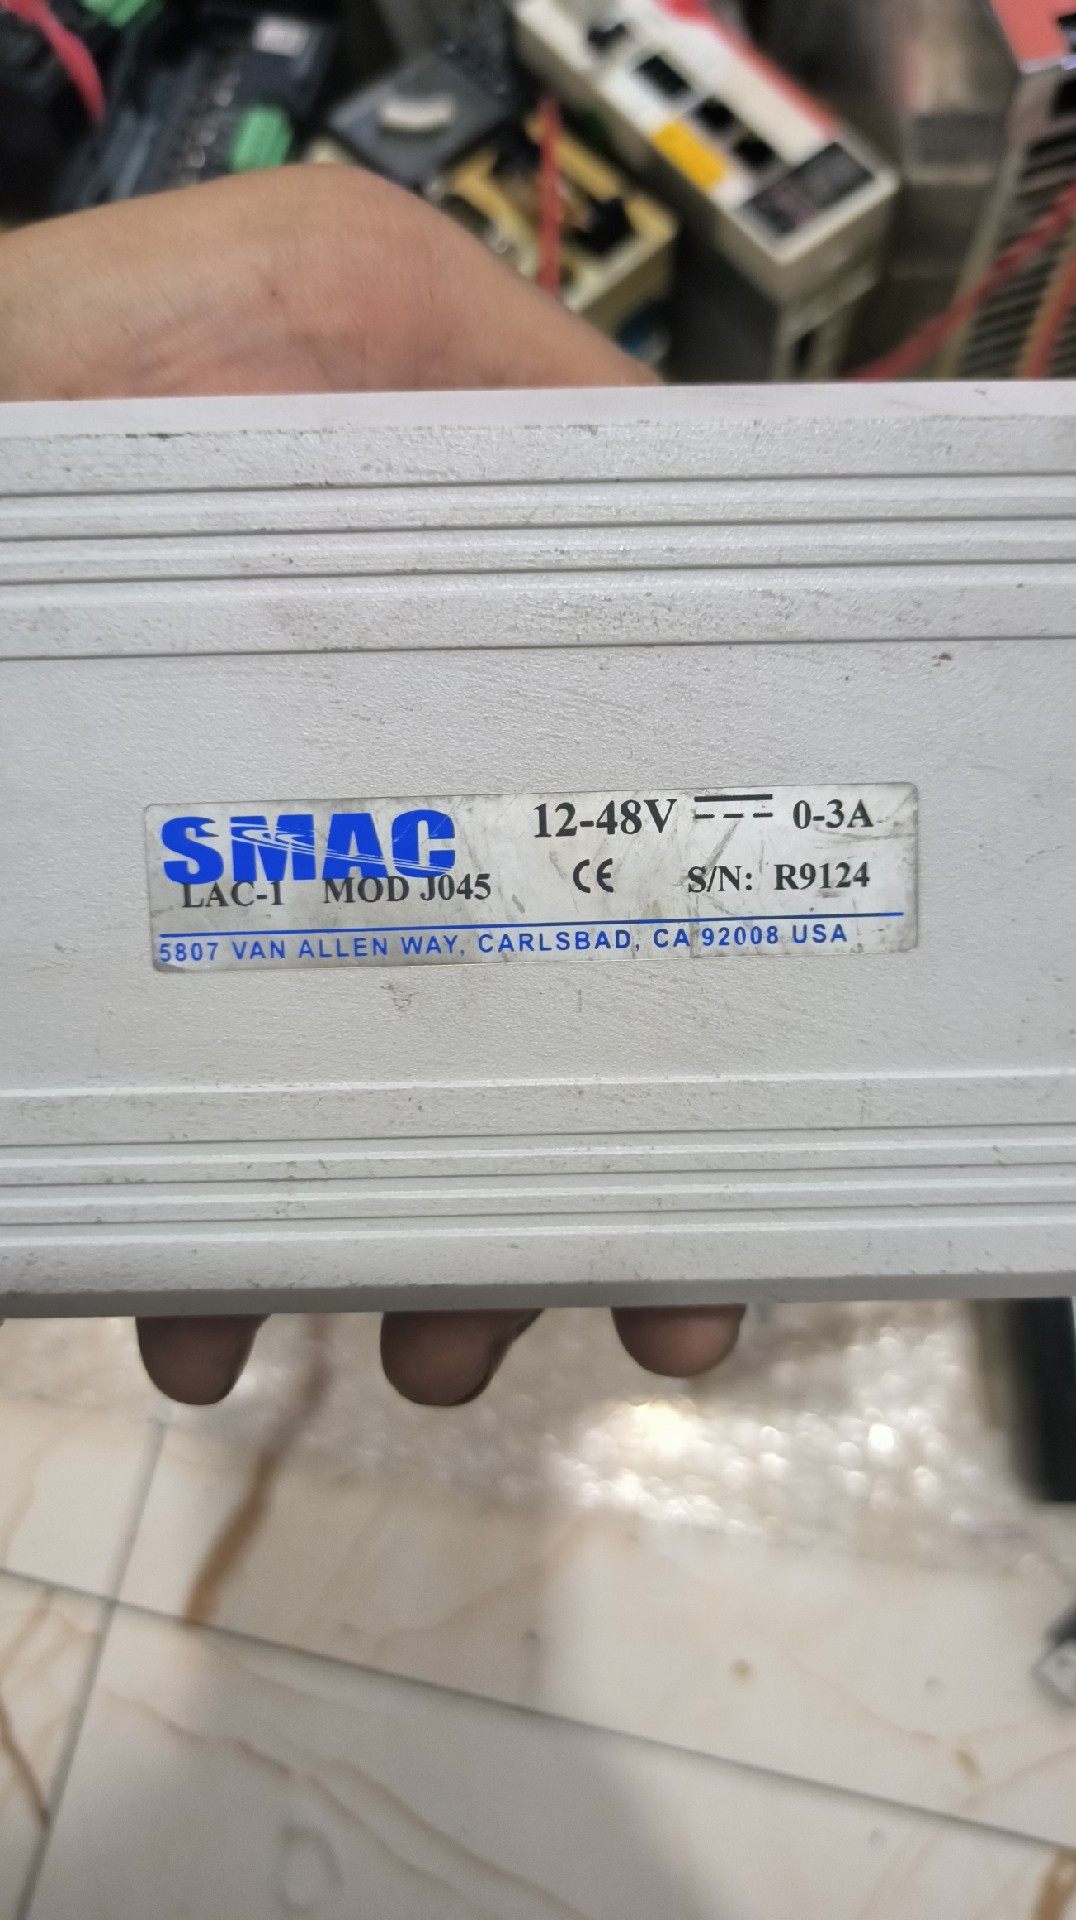 SMAC 12-48V 0-3A
LAC-1 MOD J045 CE S/N: R9124
5807 VAN ALLEN WAY, CARLSBAD, CA 92008 USA